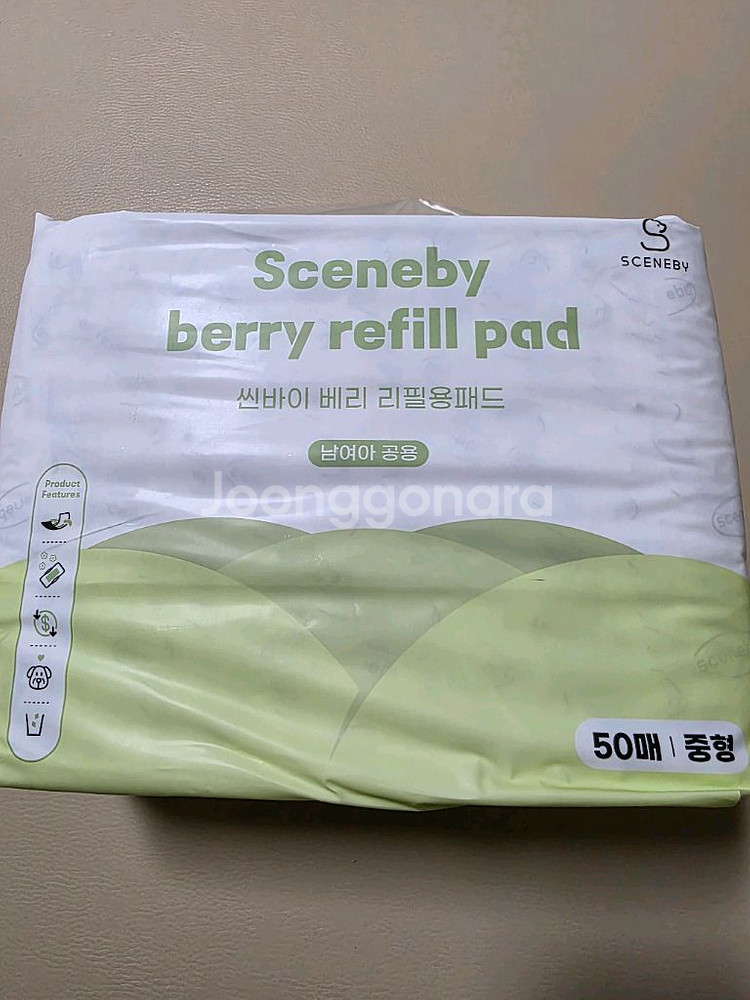 SCENEBY
Sceneby
berry refill pad
씬바이 베리 리필용패드
남여아 공용
Joonggonara
Product
Features
50매 | 중형